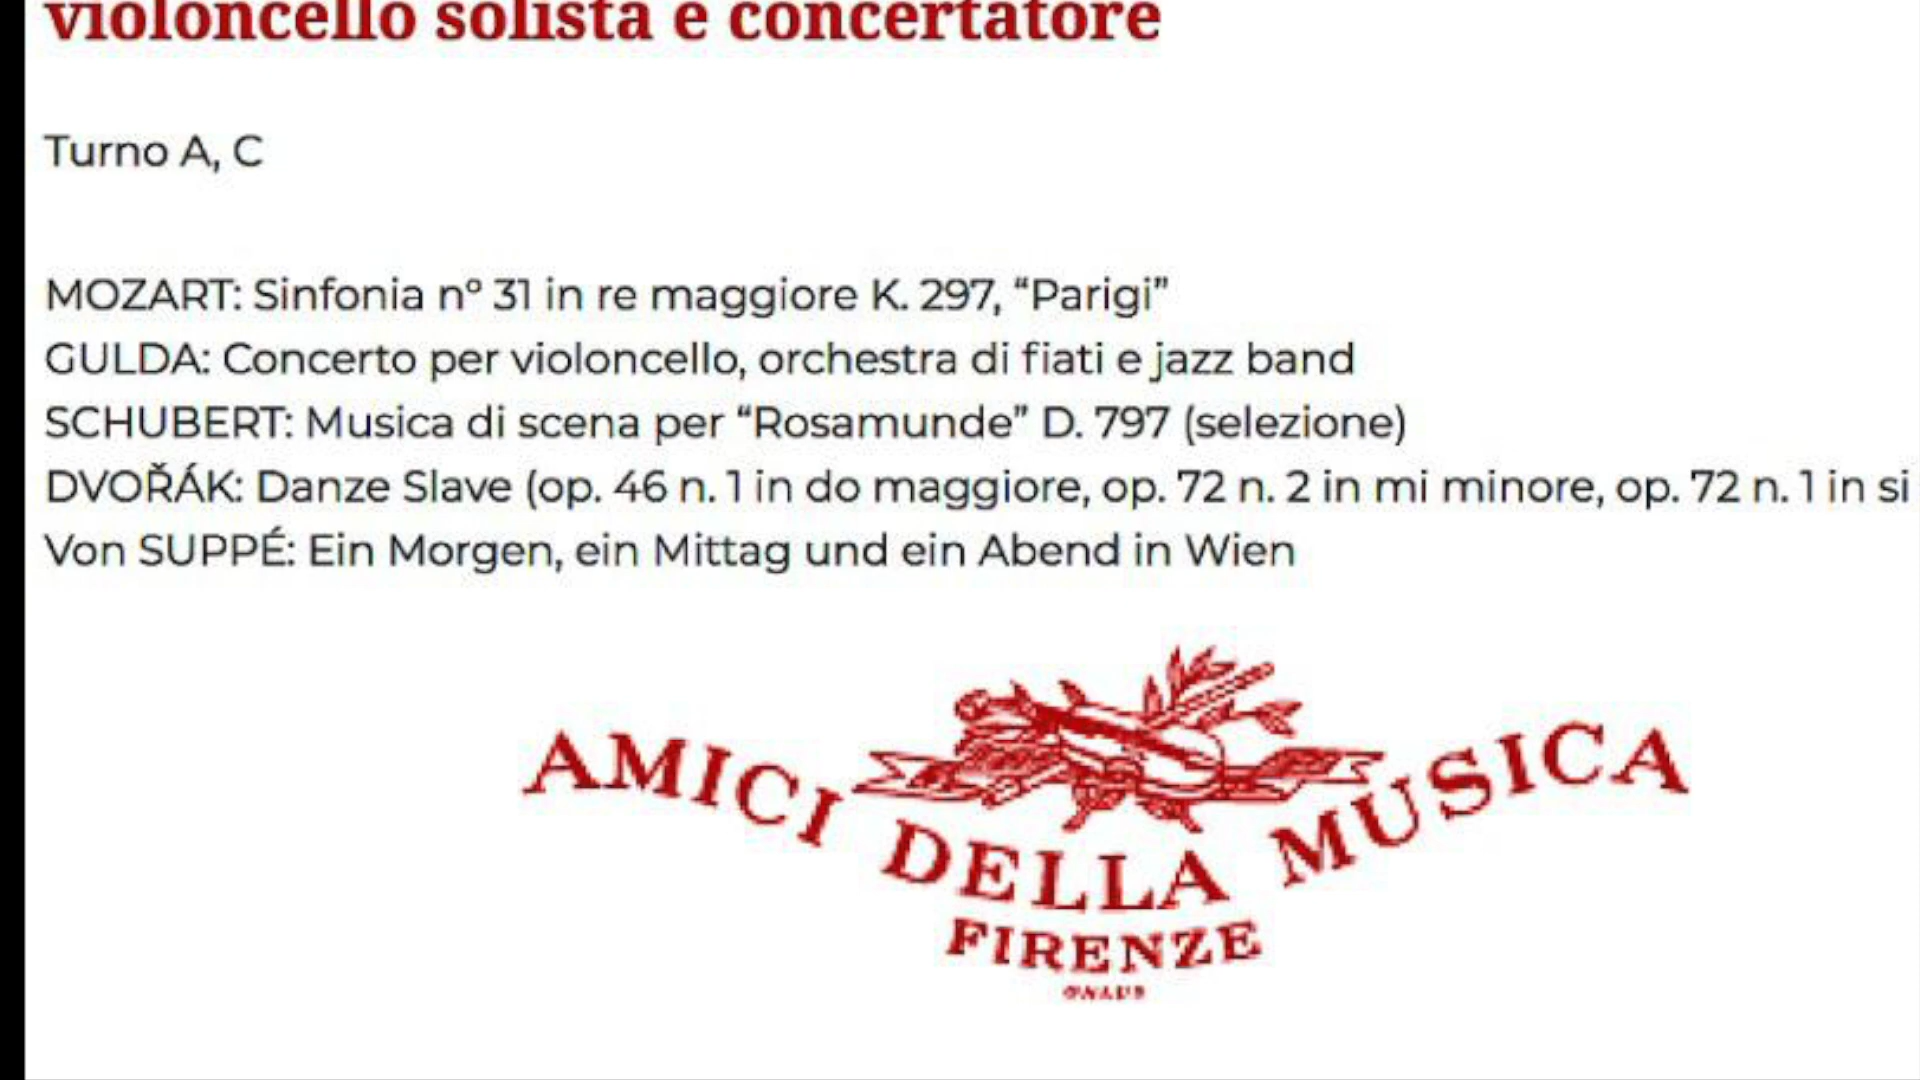 violoncello solista e concertatore
Turno A, C
MOZART: Sinfonia nº 31 in re maggiore K. 297, “Parigi”
GULDA: Concerto per violoncello, orchestra di fiati e jazz band
SCHUBERT: Musica di scena per “Rosamunde” D. 797 (selezione)
DVOŘÁK: Danze Slave (op. 46 n. 1 in do maggiore, op. 72 n. 2 in mi minore, op. 72 n. 1 in si
Von SUPPÉ: Ein Morgen, ein Mittag und ein Abend in Wien
AMICI DELLA MUSICA
FIRENZE